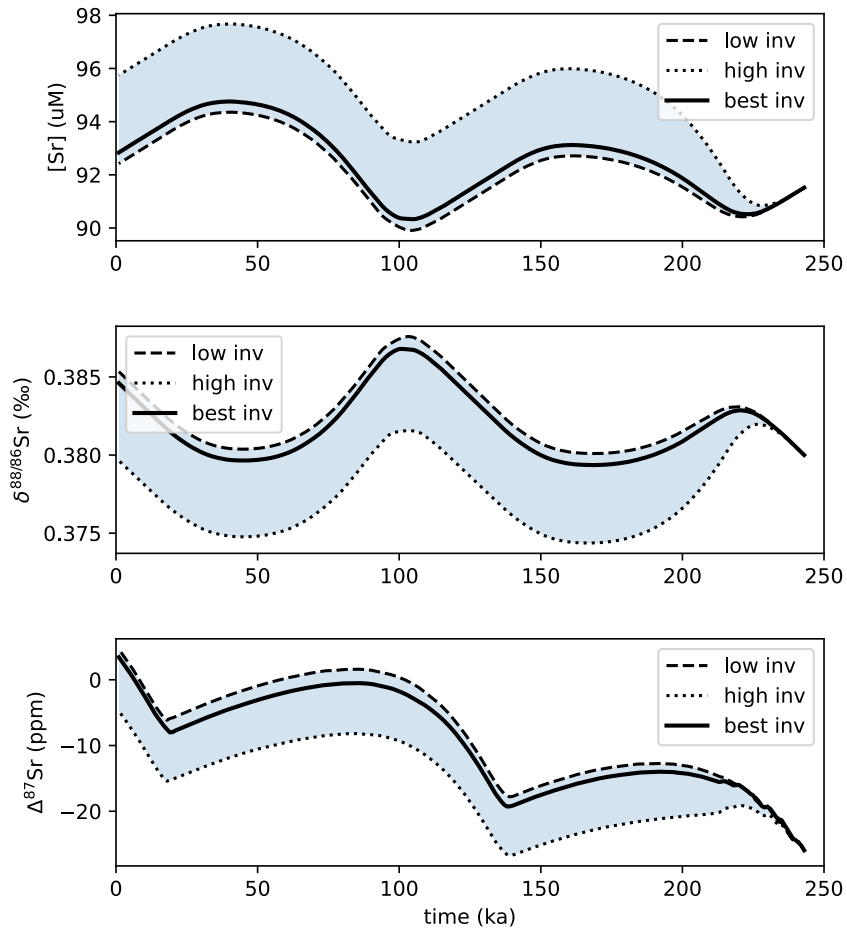 98
96
94
92
90
[Sr] (uM)
low inv
high inv
best inv
0 50 100 150 200 250
0.385
0.380
0.375
δ88/86Sr (‰)
low inv
high inv
best inv
0 50 100 150 200 250
0
−10
−20
Δ87Sr (ppm)
low inv
high inv
best inv
0 50 100 150 200 250
time (ka)